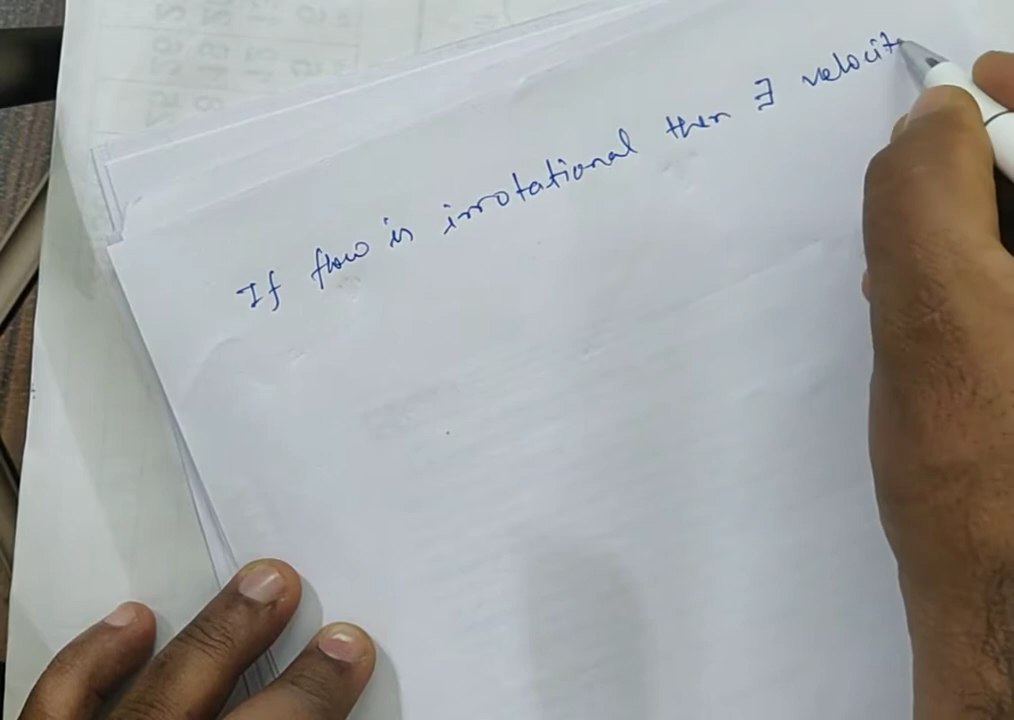 If flow is irrotational then ∃ velocit